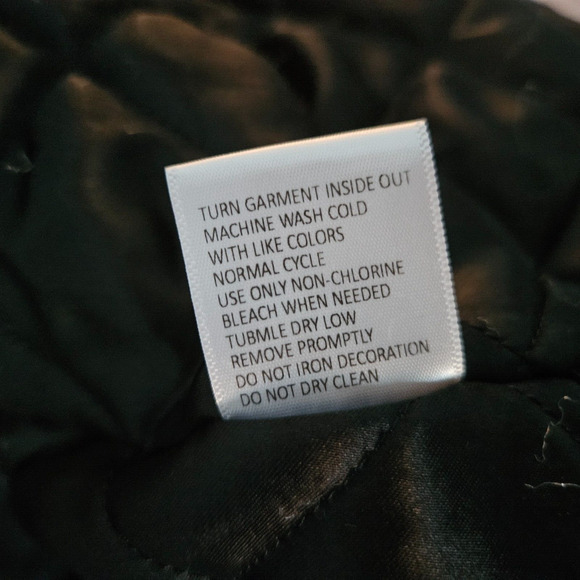 TURN GARMENT INSIDE OUT
MACHINE WASH COLD
WITH LIKE COLORS
NORMAL CYCLE
USE ONLY NON-CHLORINE
BLEACH WHEN NEEDED
TUBMLE DRY LOW
REMOVE PROMPTLY
DO NOT IRON DECORATION
DO NOT DRY CLEAN